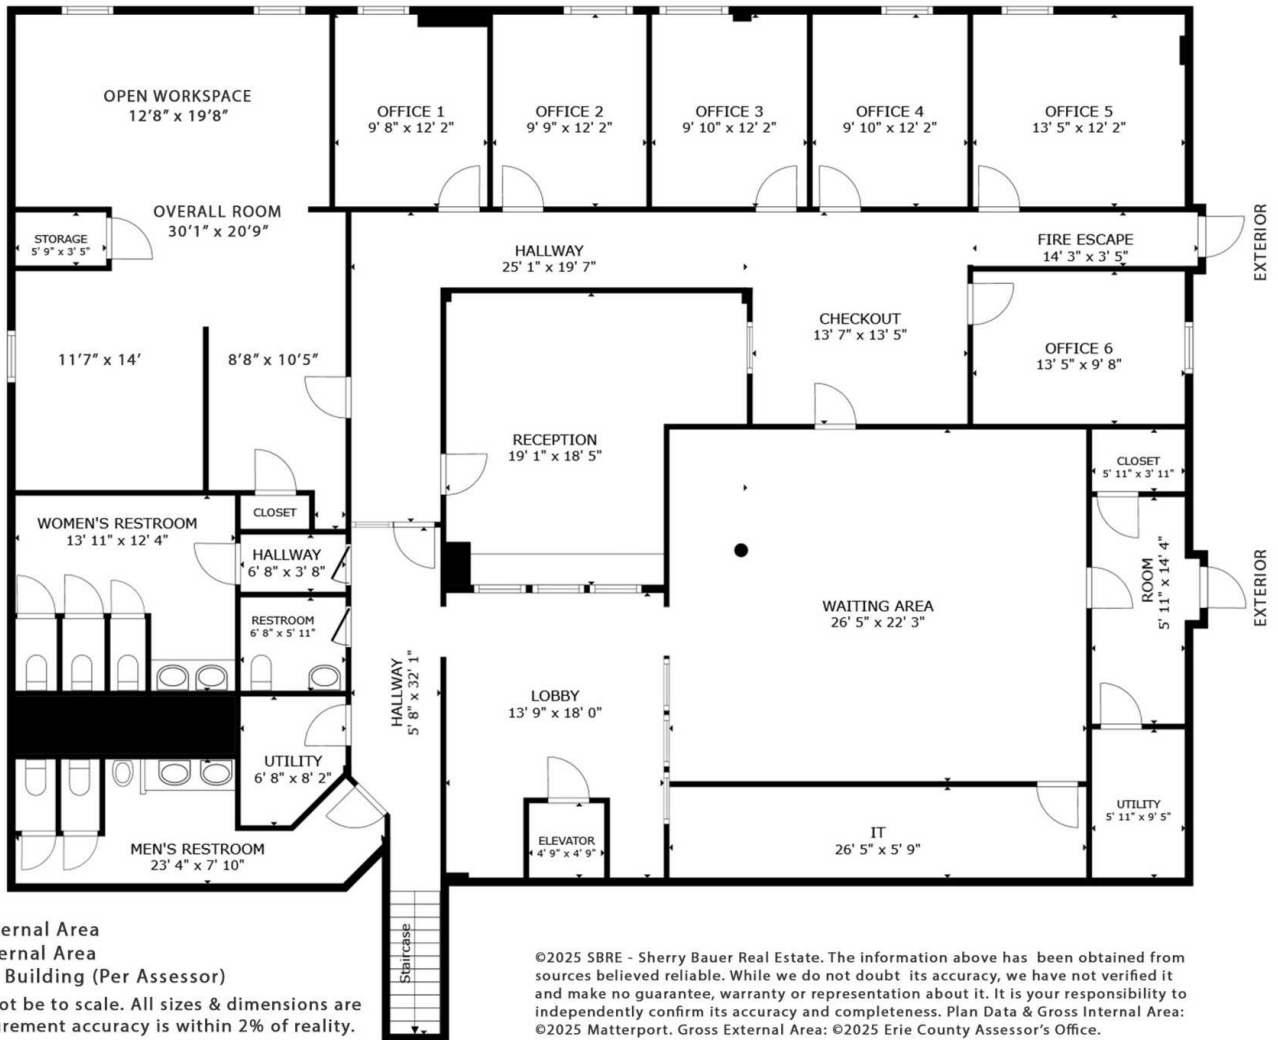 OPEN WORKSPACE
12'8" x 19'8"
OFFICE 1
9' 8" x 12' 2"
OFFICE 2
9' 9" x 12' 2"
OFFICE 3
9' 10" x 12' 2"
OFFICE 4
9' 10" x 12' 2"
OFFICE 5
13' 5" x 12' 2"
OVERALL ROOM
30'1" x 20'9"
STORAGE
5' 9" x 3' 5"
HALLWAY
25' 1" x 19' 7"
FIRE ESCAPE
14' 3" x 3' 5"
EXTERIOR
CHECKOUT
13' 7" x 13' 5"
OFFICE 6
13' 5" x 9' 8"
11'7" x 14'
8'8" x 10'5"
RECEPTION
19' 1" x 18' 5"
CLOSET
5' 11" x 3' 11"
CLOSET
WOMEN'S RESTROOM
13' 11" x 12' 4"
HALLWAY
6' 8" x 3' 8"
ROOM
5' 11" x 14' 4"
EXTERIOR
WAITING AREA
26' 5" x 22' 3"
RESTROOM
6' 8" x 5' 11"
HALLWAY
5' 8" x 32' 1"
LOBBY
13' 9" x 18' 0"
UTILITY
6' 8" x 8' 2"
UTILITY
5' 11" x 9' 5"
IT
26' 5" x 5' 9"
ELEVATOR
4' 9" x 4' 9"
MEN'S RESTROOM
23' 4" x 7' 10"
Staircase
ernal Area
ernal Area
Building (Per Assessor)
ot be to scale. All sizes & dimensions are
urement accuracy is within 2% of reality.
©2025 SBRE - Sherry Bauer Real Estate. The information above has been obtained from
sources believed reliable. While we do not doubt its accuracy, we have not verified it
and make no guarantee, warranty or representation about it. It is your responsibility to
independently confirm its accuracy and completeness. Plan Data & Gross Internal Area:
©2025 Matterport. Gross External Area: ©2025 Erie County Assessor's Office.